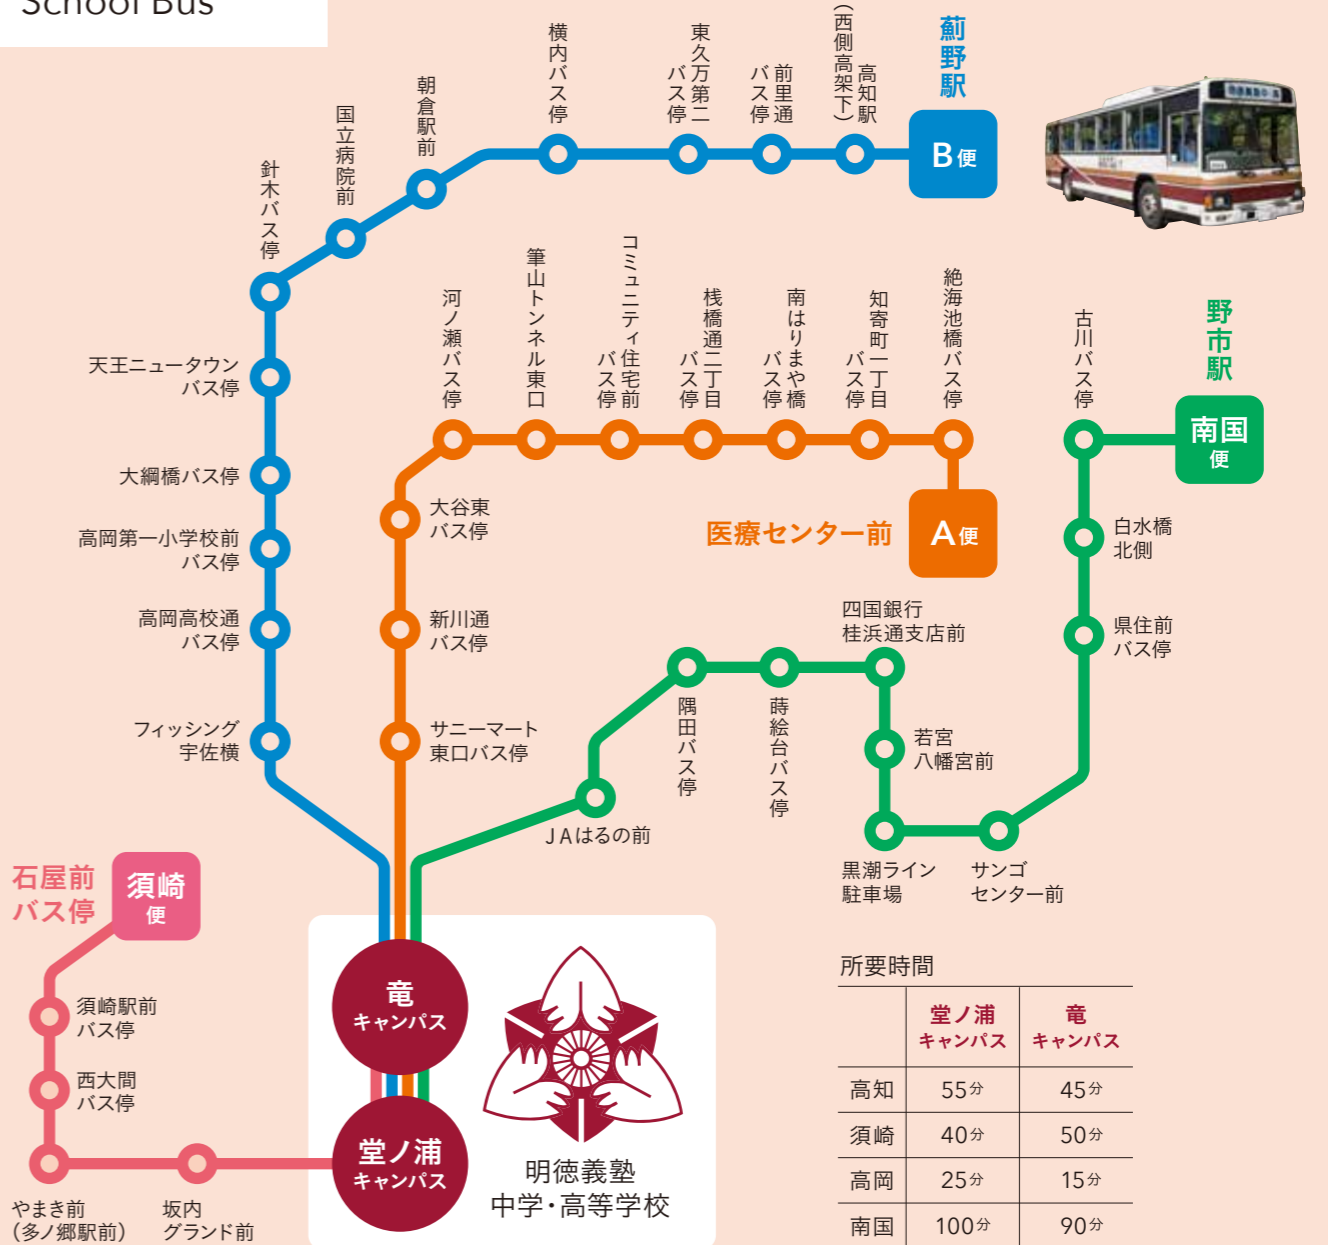 School Bus
薊野駅
B便
高知駅
(西側高架下)
前里通
バス停
東久万第二
バス停
横内バス停
朝倉駅前
国立病院前
針木バス停
天王ニュータウン
バス停
大綱橋バス停
高岡第一小学校前
バス停
高岡高校通
バス停
フィッシング
宇佐横
医療センター前
A便
絶海池橋バス停
知寄町一丁目
バス停
南はりまや橋
バス停
桟橋通二丁目
バス停
コミュニティ住宅前
バス停
筆山トンネル東口
河ノ瀬バス停
大谷東
バス停
新川通
バス停
サニーマート
東口バス停
野市駅
南国
便
古川バス停
白水橋
北側
県住前
バス停
サンゴ
センター前
黒潮ライン
駐車場
若宮
八幡宮前
四国銀行
桂浜通支店前
蒔絵台バス停
隅田バス停
JAはるの前
石屋前
バス停
須崎
便
須崎駅前
バス停
西大間
バス停
やまき前
(多ノ郷駅前)
坂内
グランド前
竜
キャンパス
堂ノ浦
キャンパス
明徳義塾
中学・高等学校
所要時間
堂ノ浦 竜
キャンパス キャンパス
高知 55分 45分
須崎 40分 50分
高岡 25分 15分
南国 100分 90分